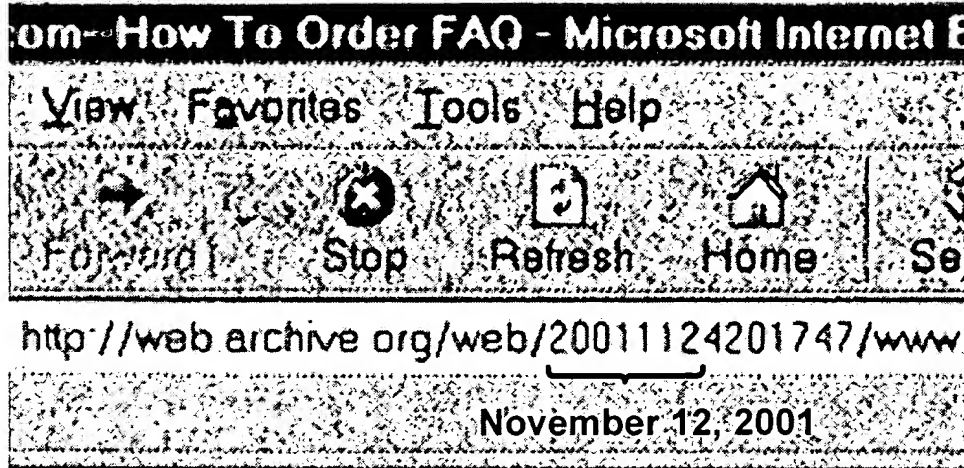 com--How To Order FAQ - Microsoft Internet E
View Favorites Tools Help
Forward Stop Refresh Home Se
http://web.archive.org/web/20011124201747/www
November 12, 2001